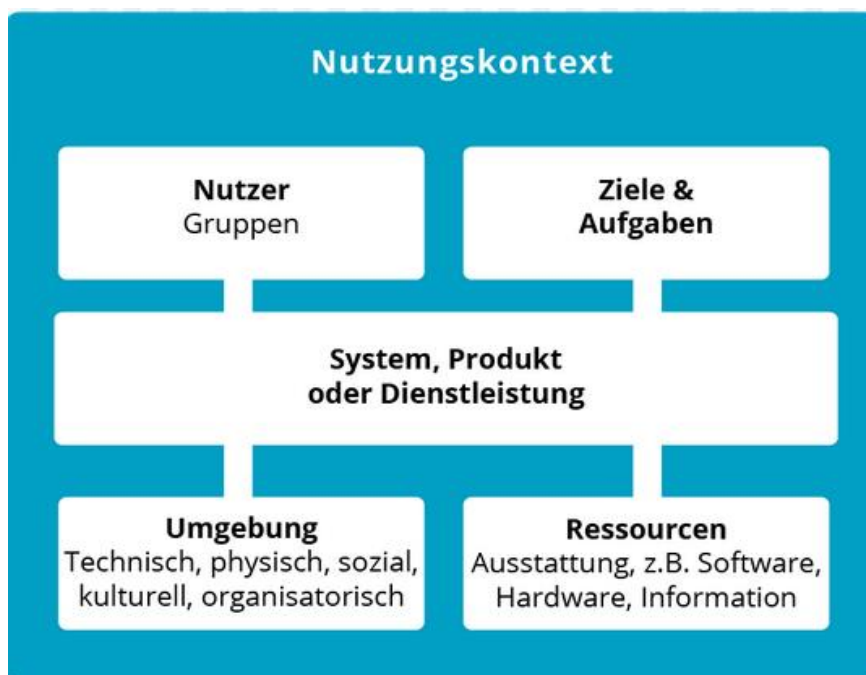 Nutzungskontext
Nutzer
Gruppen
Ziele &
Aufgaben
System, Produkt
oder Dienstleistung
Umgebung
Technisch, physisch, sozial,
kulturell, organisatorisch
Ressourcen
Ausstattung, z.B. Software,
Hardware, Information